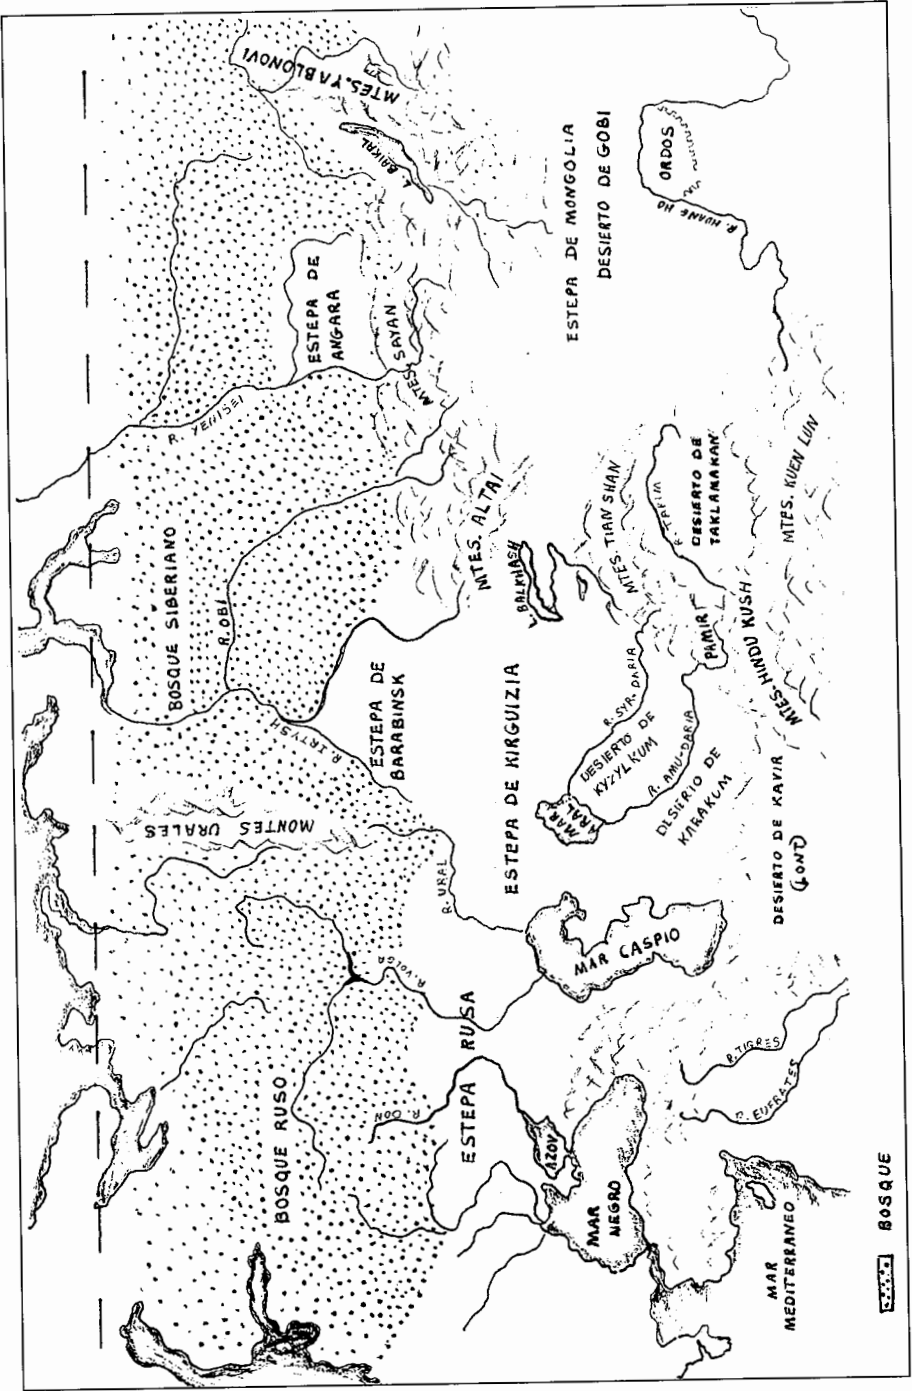 BOSQUE SIBERIANO
R. YENISEI
R. OBI
R. IRTYSH
MONTES URALES
ESTEPA DE
ANGARA
MTES. SAYAN
MTES. YABLONOVI
BAIKAL
ESTEPA DE
BARABINSK
MTES. ALTAI
ESTEPA DE MONGOLIA
DESIERTO DE GOBI
ORDOS
R. HUANG HO
BOSQUE RUSO
R. VOLGA
R. DON
R. URAL
ESTEPA RUSA
ESTEPA DE KIRGUIZIA
BALKHASH
MTES. TIAN SHAN
R. TARIM
DESIERTO DE
TAKLAMAKAN
MTES. KUEN LUN
AZOV
MAR
NEGRO
MAR CASPIO
MAR
ARAL
R. SYR. DARIA
DESIERTO DE
KYZYLKUM
R. AMU-DARIA
DESIERTO DE
KARAKUM
PAMIR
MTES. HINDU KUSH
DESIERTO DE KAVIR
R. TIGRES
R. EUFRATES
MAR
MEDITERRANEO
BOSQUE